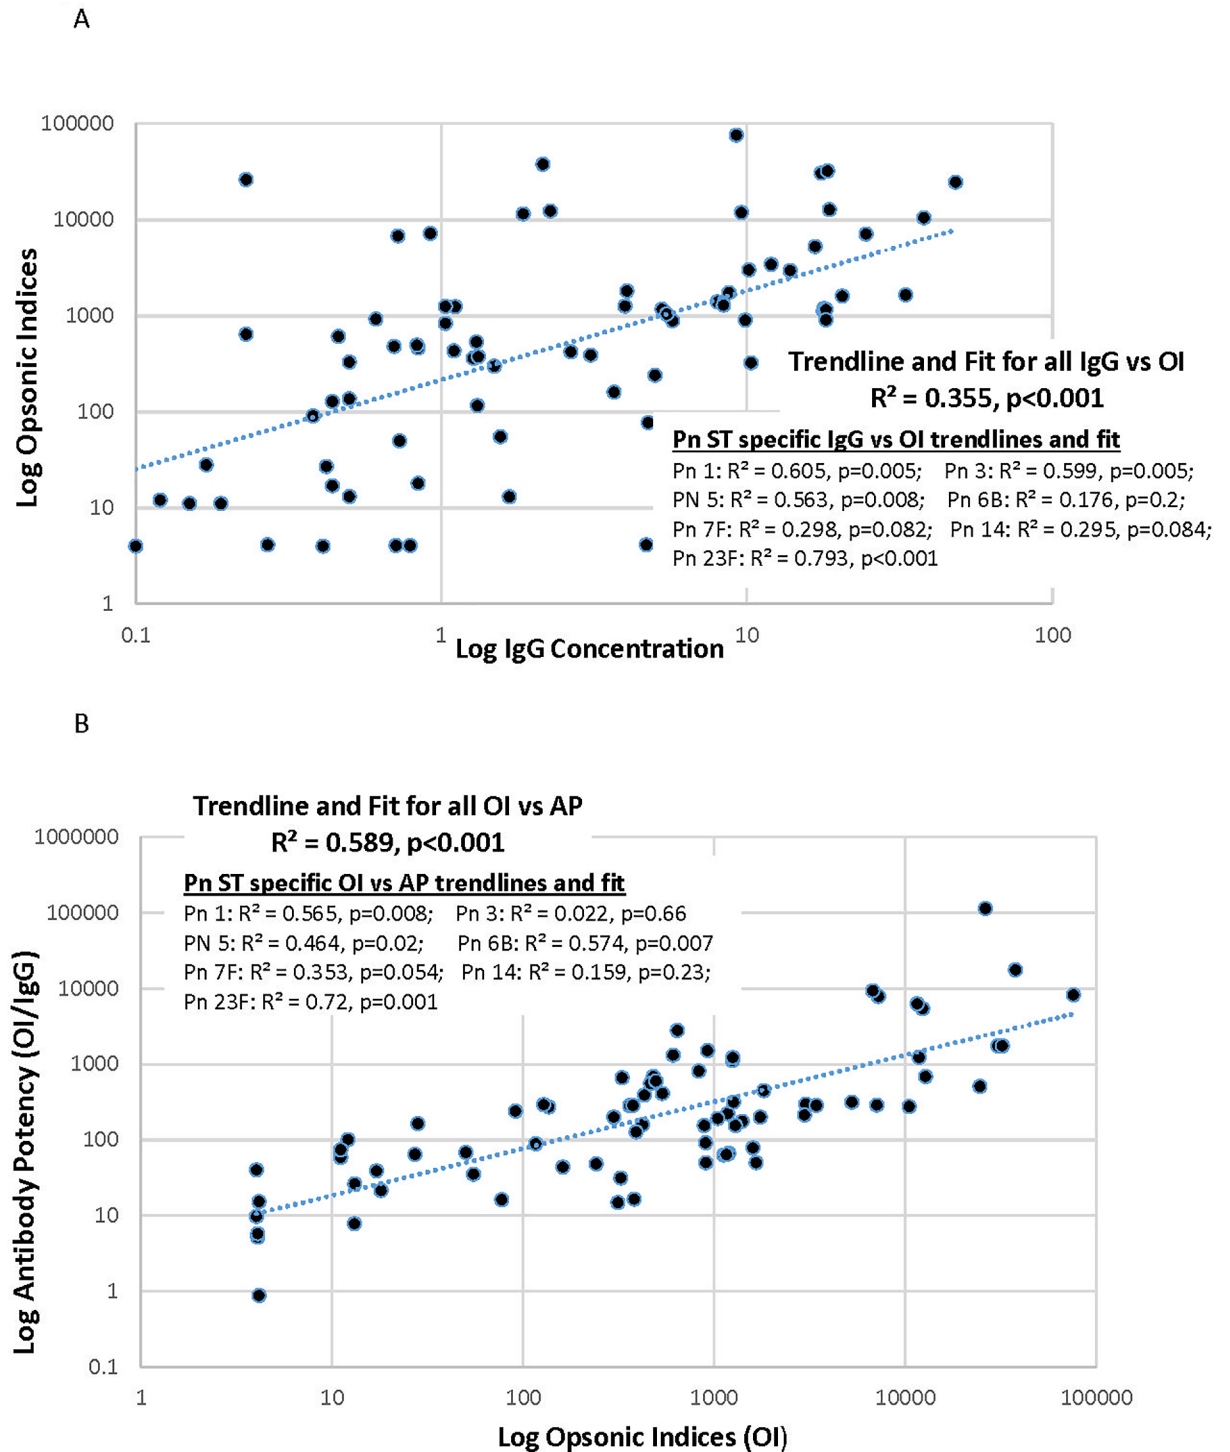 A
100000
10000
1000
100
10
1
0.1
1
10
100
Log Opsonic Indices
Log IgG Concentration
Trendline and Fit for all IgG vs OI
R² = 0.355, p<0.001
Pn ST specific IgG vs OI trendlines and fit
Pn 1: R² = 0.605, p=0.005; Pn 3: R² = 0.599, p=0.005;
PN 5: R² = 0.563, p=0.008; Pn 6B: R² = 0.176, p=0.2;
Pn 7F: R² = 0.298, p=0.082; Pn 14: R² = 0.295, p=0.084;
Pn 23F: R² = 0.793, p<0.001
B
Trendline and Fit for all OI vs AP
R² = 0.589, p<0.001
Pn ST specific OI vs AP trendlines and fit
Pn 1: R² = 0.565, p=0.008; Pn 3: R² = 0.022, p=0.66
PN 5: R² = 0.464, p=0.02; Pn 6B: R² = 0.574, p=0.007
Pn 7F: R² = 0.353, p=0.054; Pn 14: R² = 0.159, p=0.23;
Pn 23F: R² = 0.72, p=0.001
1000000
100000
10000
1000
100
10
1
0.1
1
10
100
1000
10000
100000
Log Antibody Potency (OI/IgG)
Log Opsonic Indices (OI)